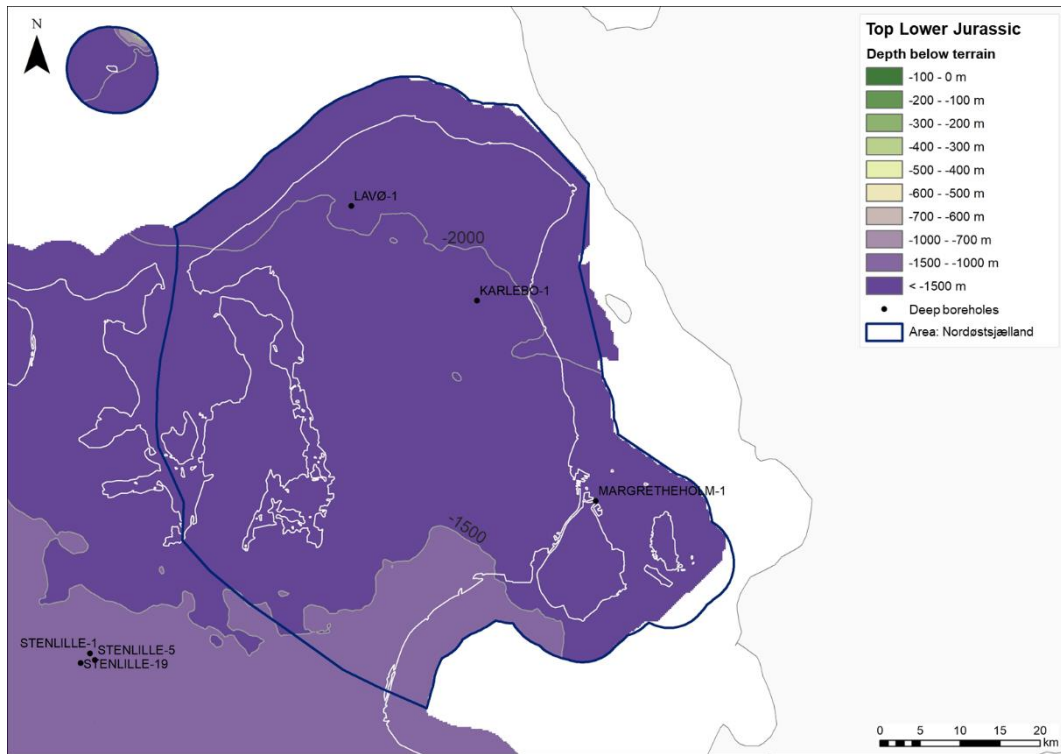 N
Top Lower Jurassic
Depth below terrain
-100 - 0 m
-200 - -100 m
-300 - -200 m
-400 - -300 m
-500 - -400 m
-600 - -500 m
-700 - -600 m
-1000 - -700 m
-1500 - -1000 m
< -1500 m
Deep boreholes
Area: Nordøstsjælland
LAVØ-1
-2000
KARLEBO-1
MARGRETHEHOLM-1
-1500
STENLILLE-1
STENLILLE-5
STENLILLE-19
0 5 10 15 20
km